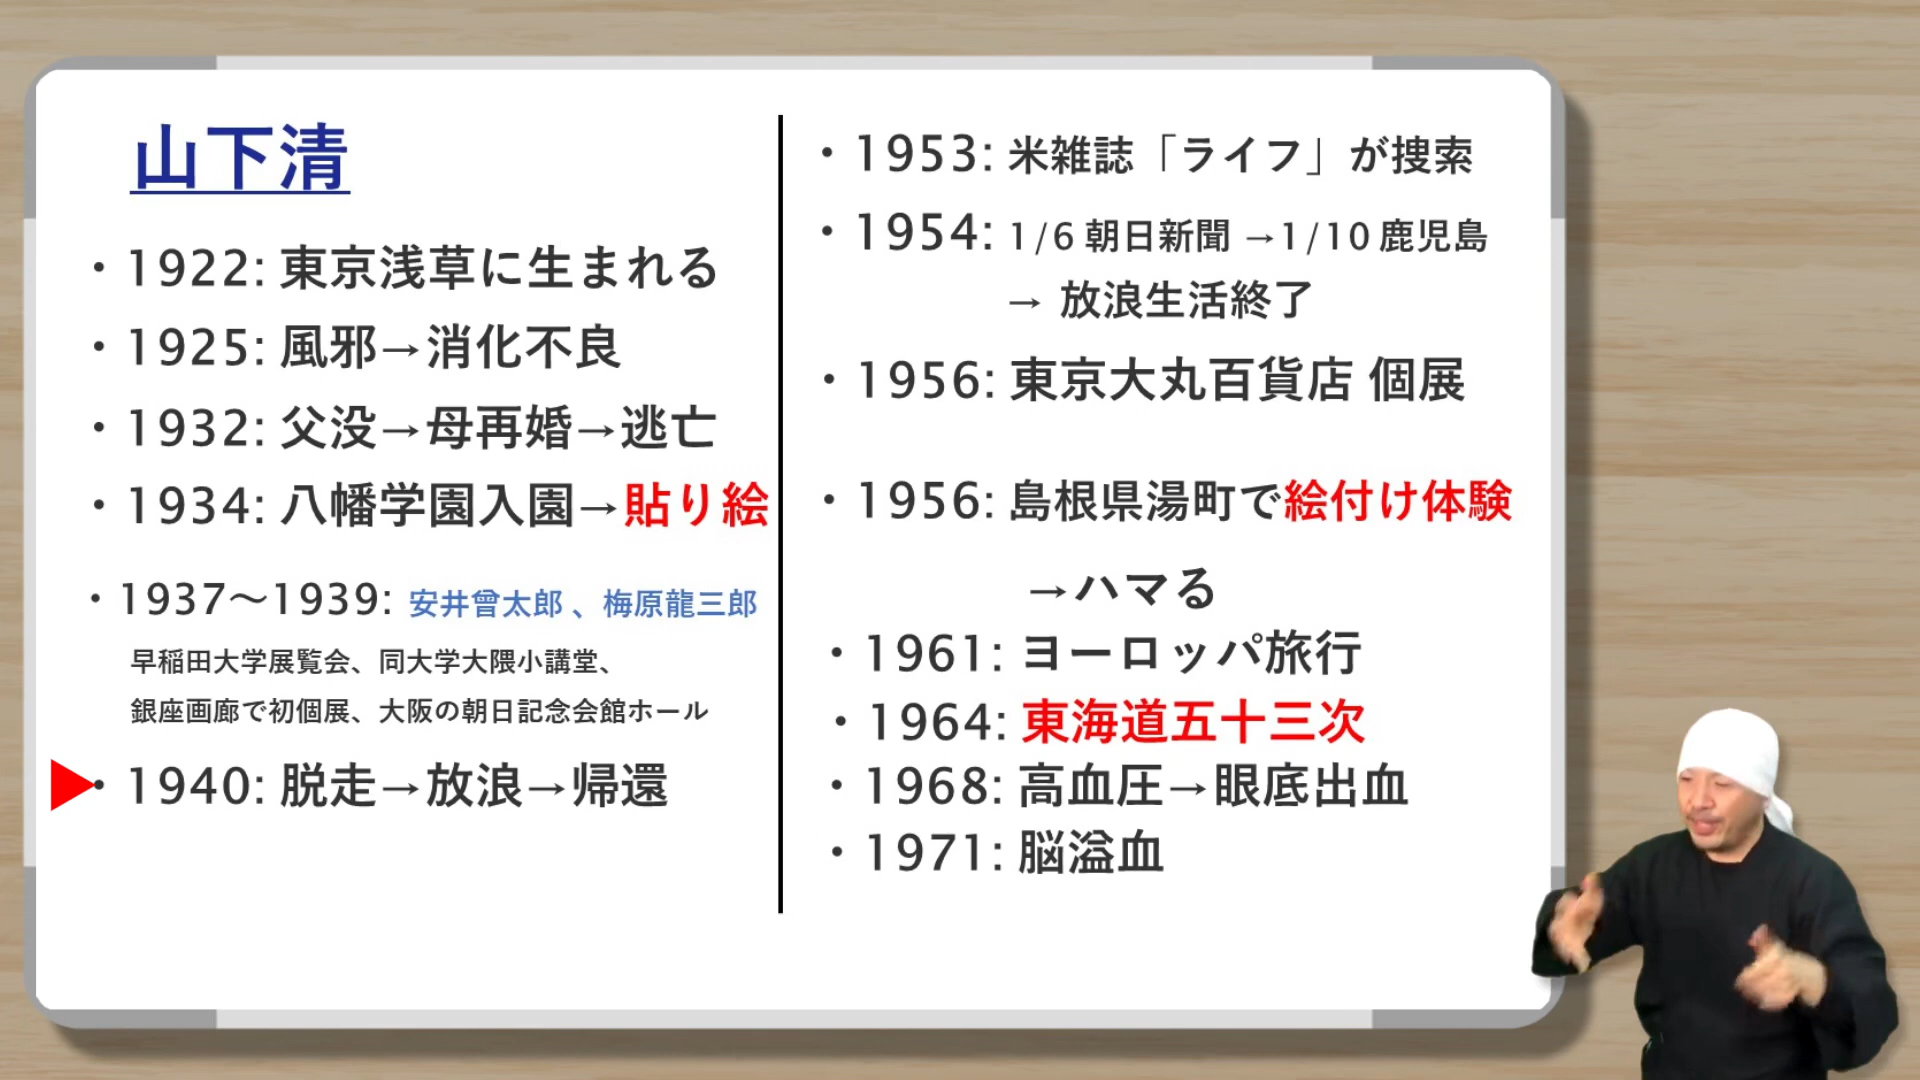 山下清
・1922: 東京浅草に生まれる
・1925: 風邪→消化不良
・1932: 父没→母再婚→逃亡
・1934: 八幡学園入園→貼り絵
・1937〜1939: 安井曾太郎 、梅原龍三郎
早稲田大学展覧会、同大学大隈小講堂、
銀座画廊で初個展、大阪の朝日記念会館ホール
・1940: 脱走→放浪→帰還
・1953: 米雑誌「ライフ」が捜索
・1954: 1/6 朝日新聞 →1/10 鹿児島
→ 放浪生活終了
・1956: 東京大丸百貨店 個展
・1956: 島根県湯町で絵付け体験
→ハマる
・1961: ヨーロッパ旅行
・1964: 東海道五十三次
・1968: 高血圧→眼底出血
・1971: 脳溢血